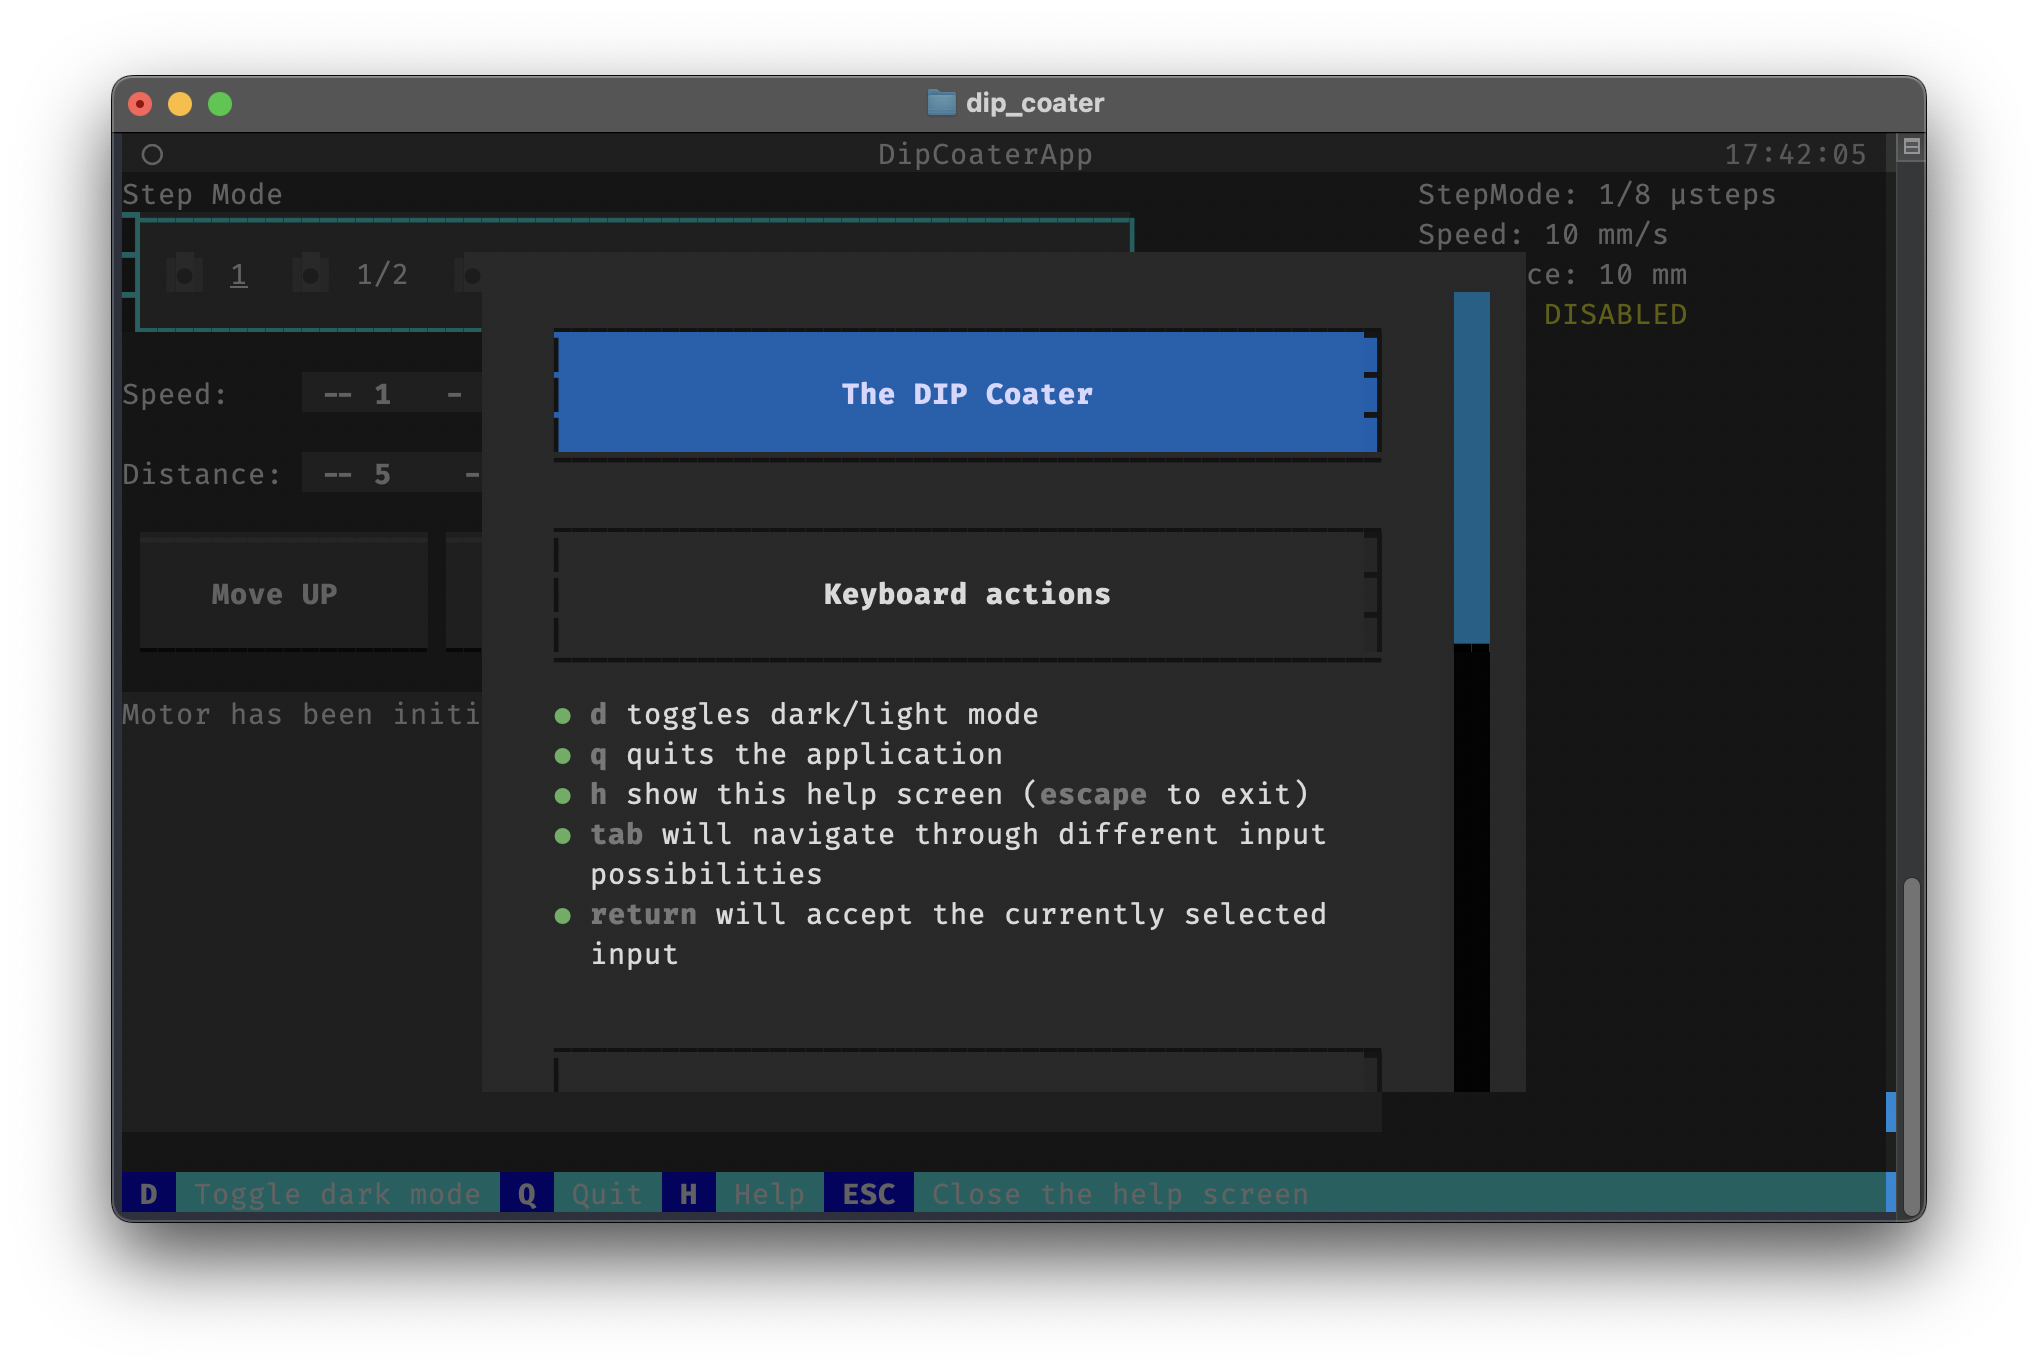 dip_coater
DipCoaterApp 17:42:05
Step Mode
StepMode: 1/8 µsteps
Speed: 10 mm/s
1 1/2
ce: 10 mm
DISABLED
Speed: -- 1 -
Distance: -- 5 -
Move UP
Motor has been initi
The DIP Coater
Keyboard actions
● d toggles dark/light mode
● q quits the application
● h show this help screen (escape to exit)
● tab will navigate through different input
possibilities
● return will accept the currently selected
input
D Toggle dark mode Q Quit H Help ESC Close the help screen